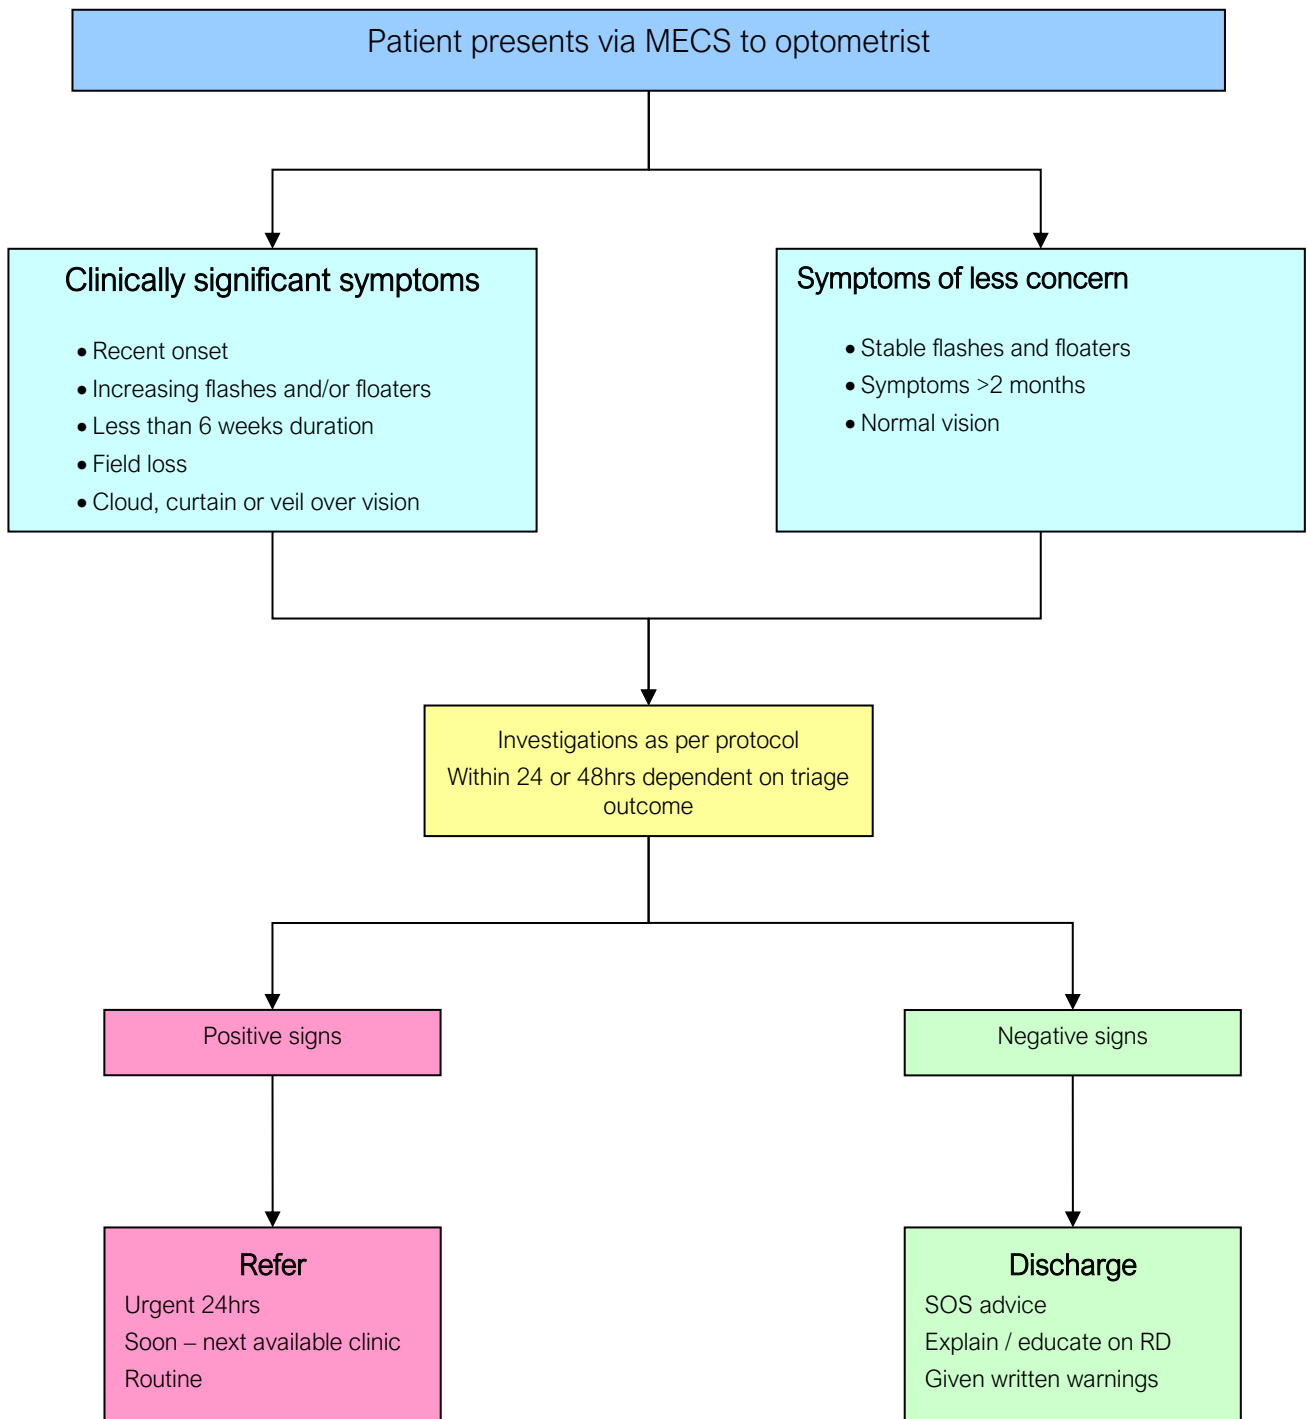 Patient presents via MECS to optometrist
Clinically significant symptoms
• Recent onset
• Increasing flashes and/or floaters
• Less than 6 weeks duration
• Field loss
• Cloud, curtain or veil over vision
Symptoms of less concern
• Stable flashes and floaters
• Symptoms >2 months
• Normal vision
Investigations as per protocol
Within 24 or 48hrs dependent on triage
outcome
Positive signs
Negative signs
Refer
Urgent 24hrs
Soon – next available clinic
Routine
Discharge
SOS advice
Explain / educate on RD
Given written warnings